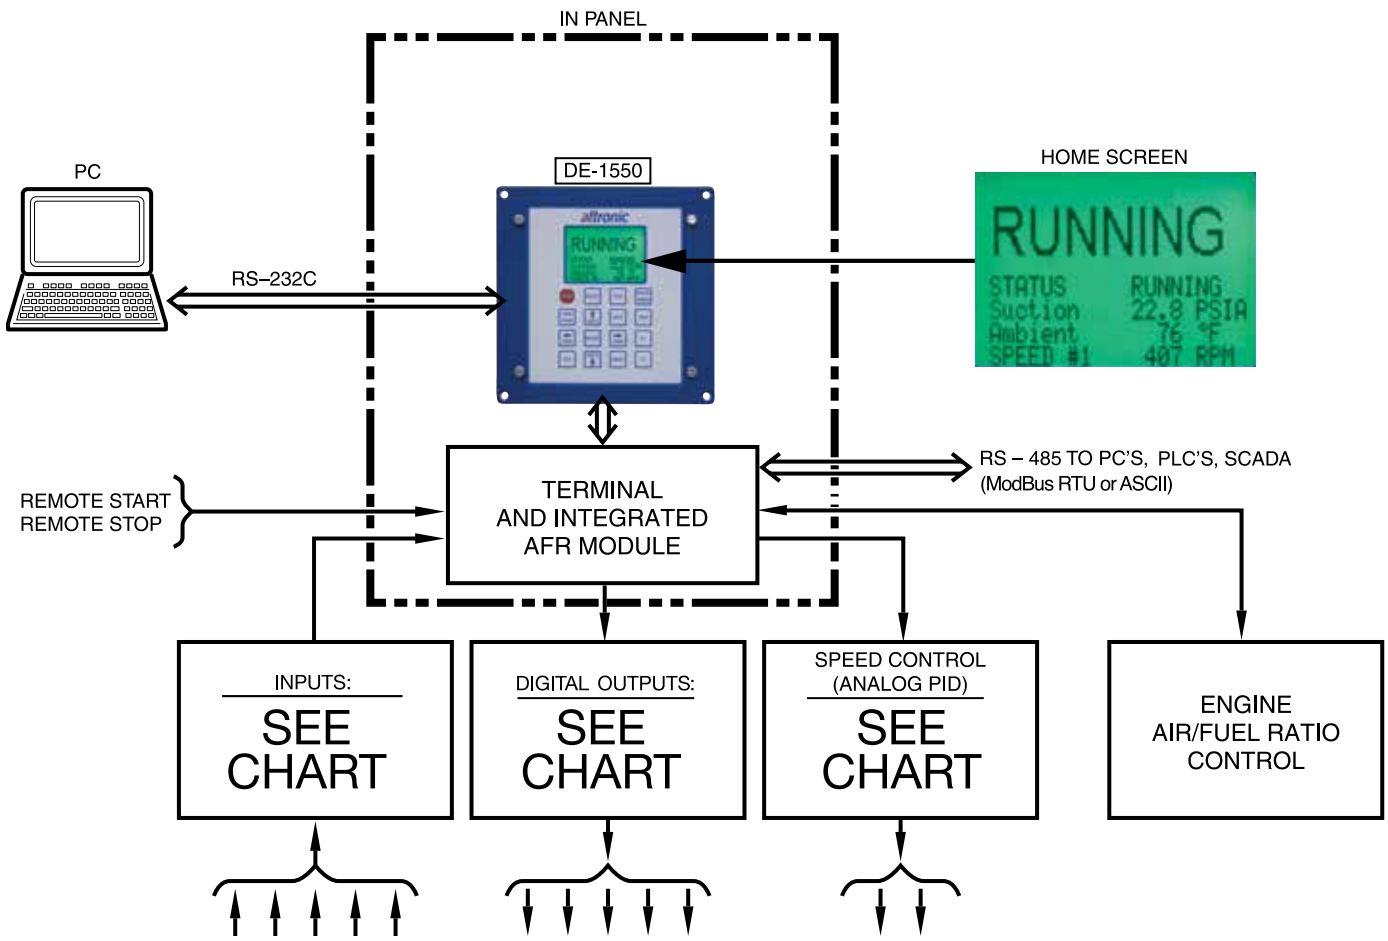 IN PANEL
PC
DE-1550
HOME SCREEN
altronic
RUNNING
RUNNING
STATUS RUNNING
Suction 22.8 PSIA
Ambient 76 °F
SPEED #1 407 RPM
RS–232C
RS – 485 TO PC'S, PLC'S, SCADA
(ModBus RTU or ASCII)
REMOTE START
REMOTE STOP
TERMINAL
AND INTEGRATED
AFR MODULE
INPUTS:
SEE
CHART
DIGITAL OUTPUTS:
SEE
CHART
SPEED CONTROL
(ANALOG PID)
SEE
CHART
ENGINE
AIR/FUEL RATIO
CONTROL